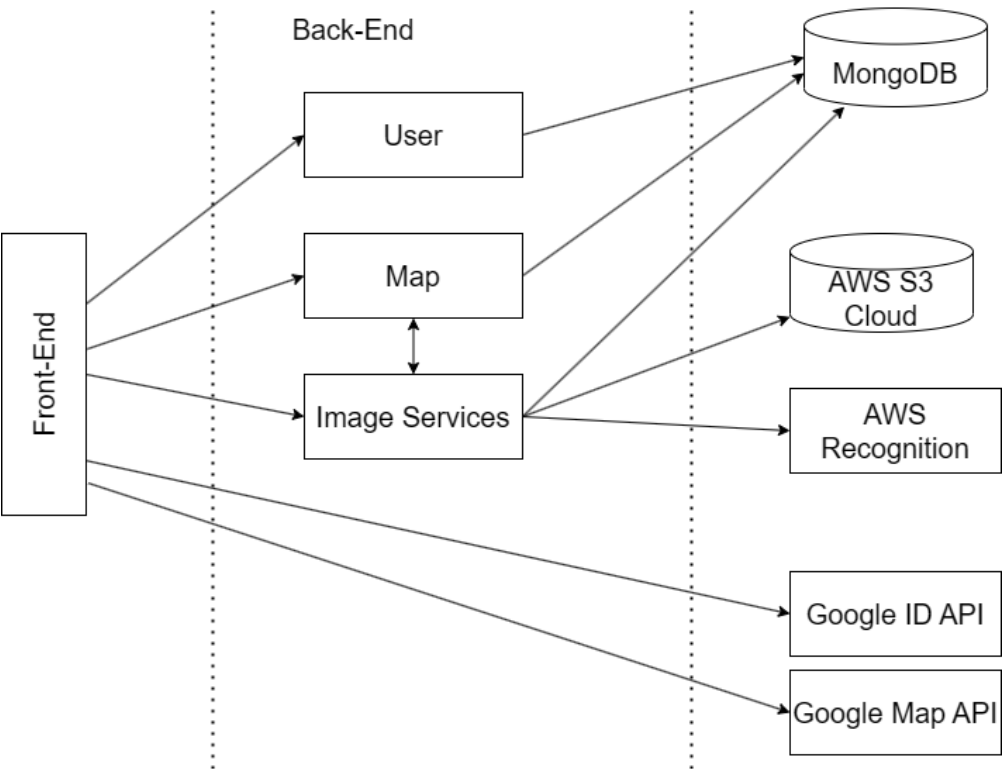 Back-End
MongoDB
User
Map
AWS S3
Cloud
Front-End
Image Services
AWS
Recognition
Google ID API
Google Map API